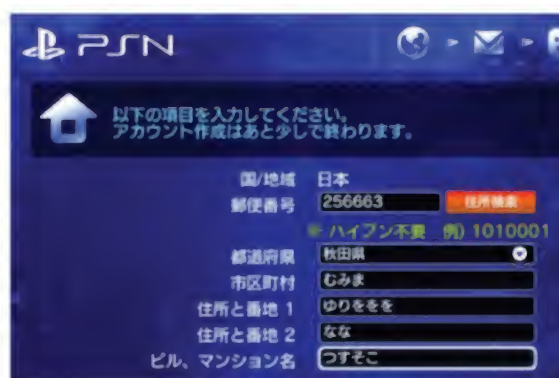 PSN
以下の項目を入力してください。
アカウント作成はあと少しで終わります。
国/地域 日本
郵便番号 256663 住所検索
※ ハイフン不要 例) 1010001
都道府県 秋田県
市区町村 むみま
住所と番地 1 ゆりををを
住所と番地 2 なな
ビル、マンション名 つすそこ